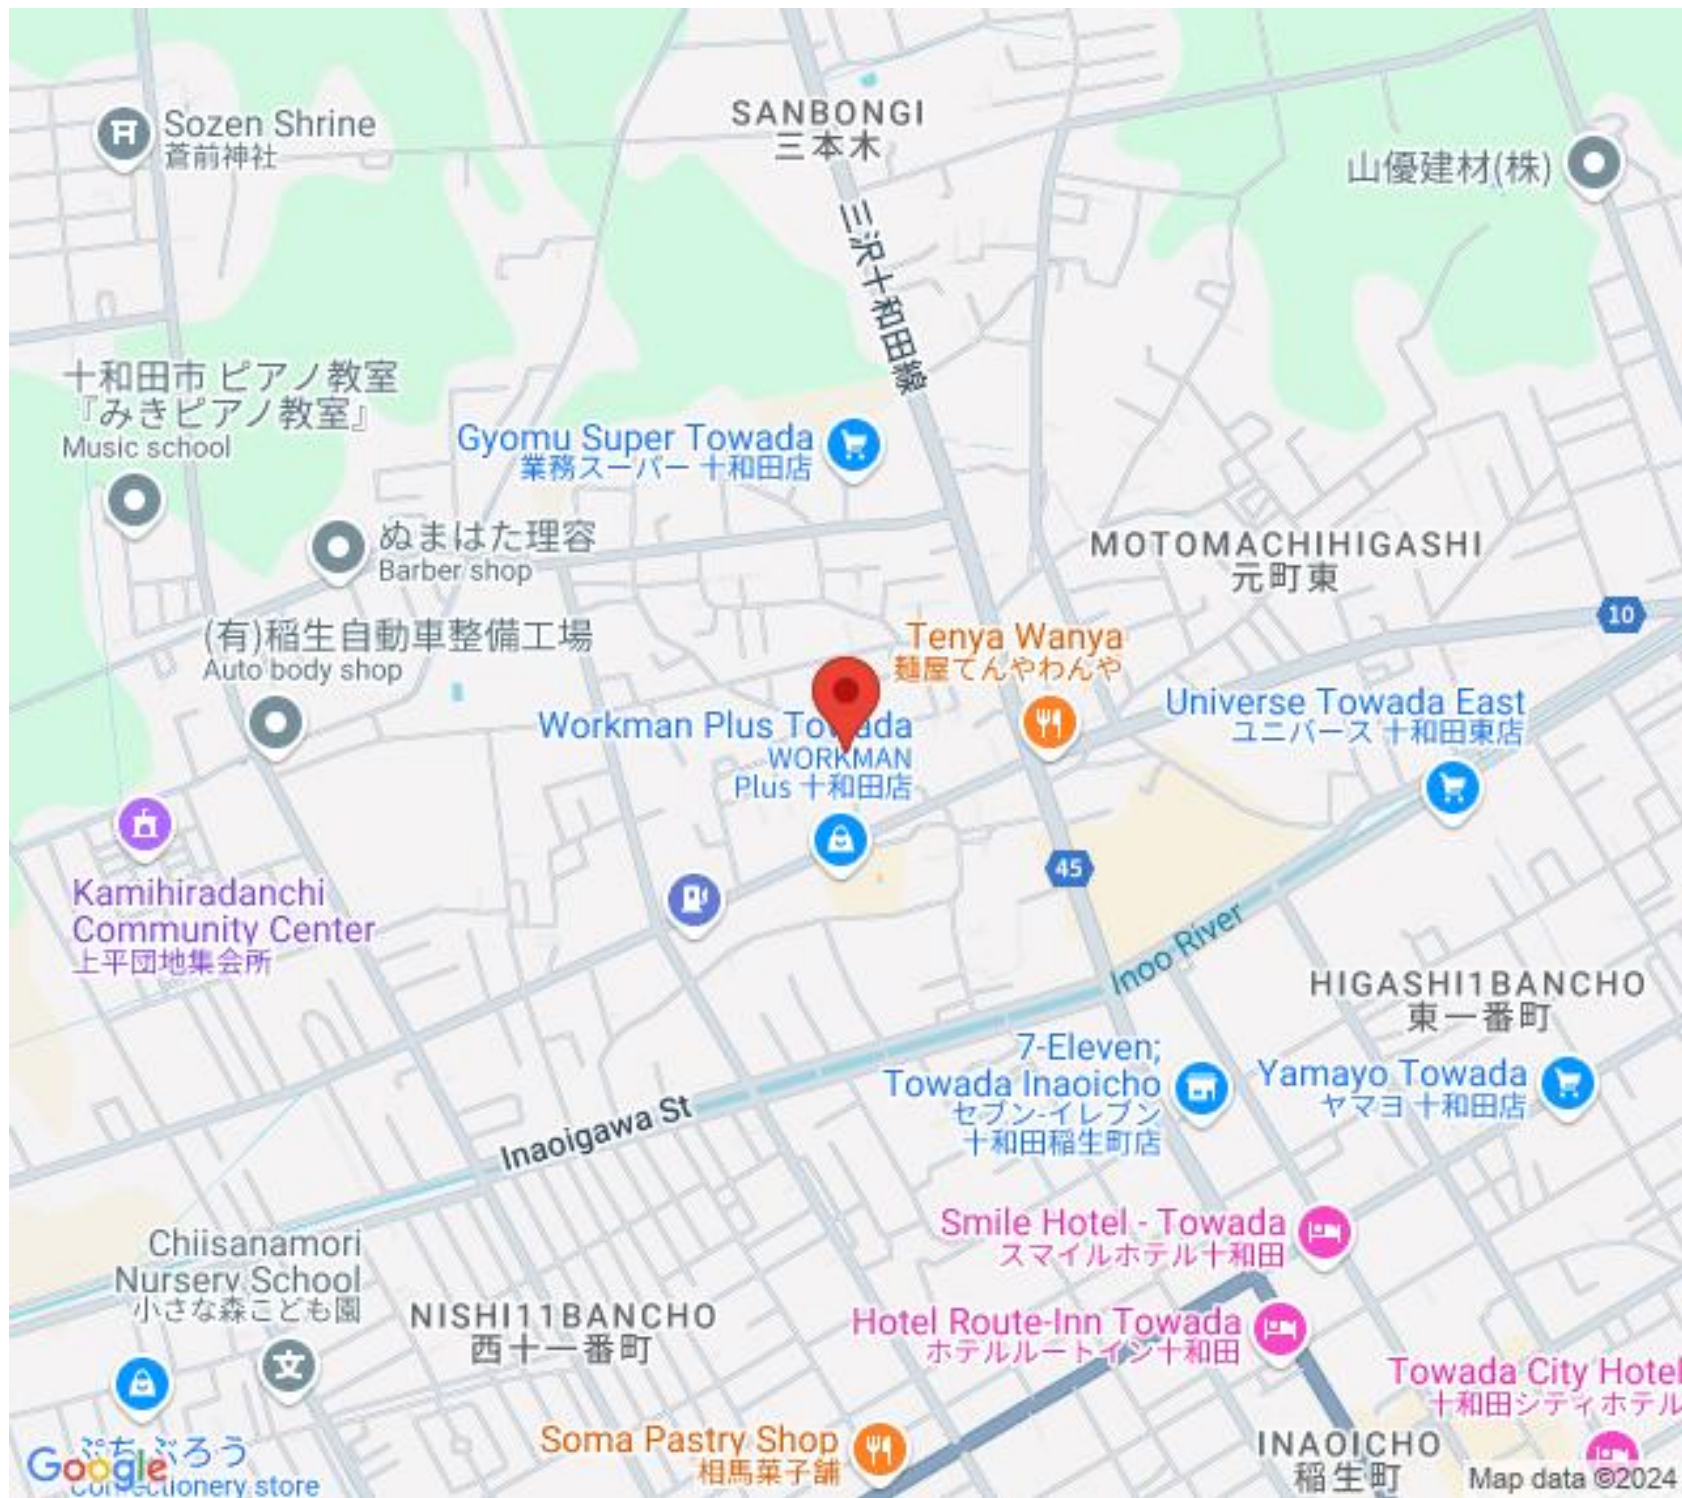 SANBONGI
三本木
Sozen Shrine
蒼前神社
山優建材(株)
三沢十和田線
十和田市 ピアノ教室
『みきピアノ教室』
Music school
Gyomu Super Towada
業務スーパー 十和田店
ぬまはた理容
Barber shop
MOTOMACHIHIGASHI
元町東
10
(有)稲生自動車整備工場
Auto body shop
Tenya Wanya
麺屋てんやわんや
Universe Towada East
ユニバース 十和田東店
Workman Plus Towada
WORKMAN
Plus 十和田店
45
Kamihiradanchi
Community Center
上平団地集会所
Inoo River
HIGASHI1BANCHO
東一番町
7-Eleven;
Towada Inaoicho
セブン-イレブン
十和田稲生町店
Yamayo Towada
ヤマヨ 十和田店
Inaoigawa St
Smile Hotel - Towada
スマイルホテル十和田
Chiisanamori
Nursery School
小さな森こども園
NISHI11BANCHO
西十一番町
Hotel Route-Inn Towada
ホテルルートイン十和田
Towada City Hotel
十和田シティホテル
Soma Pastry Shop
相馬菓子舗
INAOICHO
稲生町
ぷちぶろう
Confectionery store
Google
Map data ©2024